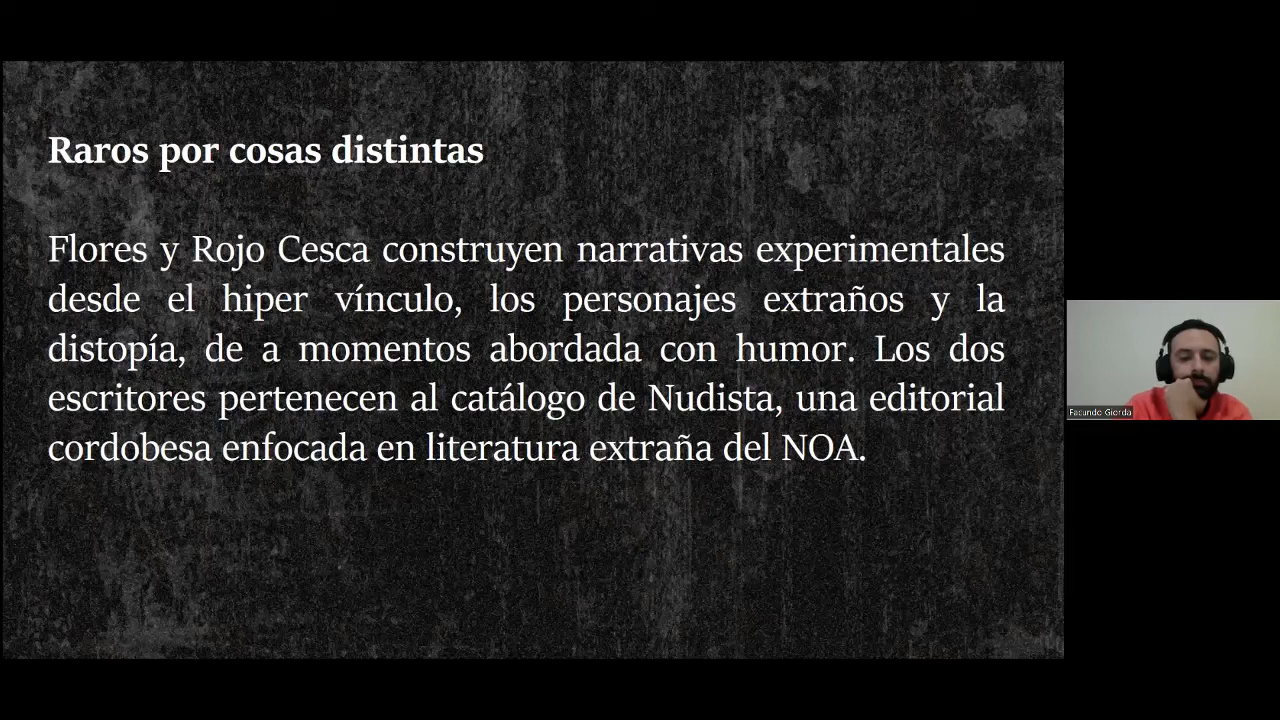 Raros por cosas distintas
Flores y Rojo Cesca construyen narrativas experimentales
desde el hiper vínculo, los personajes extraños y la
distopía, de a momentos abordada con humor. Los dos
escritores pertenecen al catálogo de Nudista, una editorial
cordobesa enfocada en literatura extraña del NOA.
Facundo Giorda